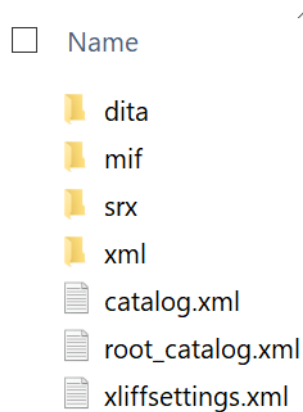 Name
dita
mif
srx
xml
catalog.xml
root_catalog.xml
xliffsettings.xml